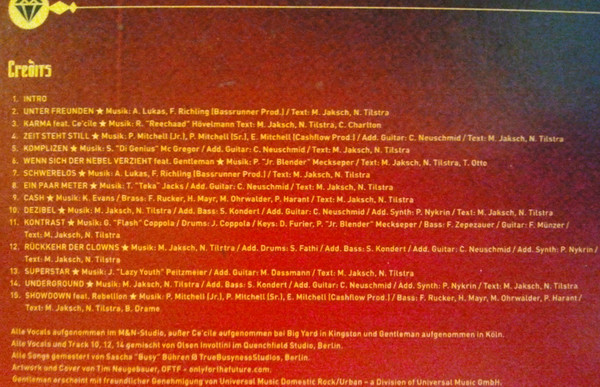 Credits
1. INTRO
2. UNTER FREUNDEN ★ Musik: A. Lukas, F. Richling (Bassrunner Prod.) / Text: M. Jaksch, N. Tilstra
3. KARMA feat. Ce'cile ★ Musik: R. "Reechaad" Hövelmann Text: M. Jaksch, N. Tilstra, C. Charlton
4. ZEIT STEHT STILL ★ Musik: P. Mitchell (Jr.), P. Mitchell (Sr.), E. Mitchell (Cashflow Prod.) / Add. Guitar: C. Neuschmid / Text: M. Jaksch, N. Tilstra
5. KOMPLIZEN ★ Musik: S. "Di Genius" Mc Gregor / Add. Guitar: C. Neuschmid / Text: M. Jaksch, N. Tilstra
6. WENN SICH DER NEBEL VERZIEHT feat. Gentleman ★ Musik: P. "Jr. Blender" Meckseper / Text: M. Jaksch, N. Tilstra, T. Otto
7. SCHWERELOS ★ Musik: A. Lukas, F. Richling (Bassrunner Prod.) / Text: M. Jaksch, N. Tilstra
8. EIN PAAR METER ★ Musik: T. "Teka" Jacks / Add. Guitar: C. Neuschmid / Text: M. Jaksch, N. Tilstra
9. CASH ★ Musik: K. Evans / Brass: F. Rucker, H. Mayr, M. Ohrwalder, P. Harant / Text: M. Jaksch, N. Tilstra
10. DEZIBEL ★ Musik: M. Jaksch, N. Tilstra / Add. Bass: S. Kondert / Add. Guitar: C. Neuschmid / Add. Synth: P. Nykrin / Text: M. Jaksch, N. Tilstra
11. KONTRAST ★ Musik: G. "Flash" Coppola / Drums: J. Coppola / Keys: D. Furier, P. "Jr. Blender" Meckseper / Bass: F. Zepezauer / Guitar: F. Münzer /
Text: M. Jaksch, N. Tilstra
12. RÜCKKEHR DER CLOWNS ★ Musik: M. Jaksch, N. Tilrtra / Add. Drums: S. Fathi / Add. Bass: S. Kondert / Add. Guitar: C. Neuschmid / Add. Synth: P. Nykrin /
Text: M. Jaksch, N. Tilstra
13. SUPERSTAR ★ Musik: J. "Lazy Youth" Peitzmeier / Add. Guitar: M. Dassmann / Text: M. Jaksch, N. Tilstra
14. UNDERGROUND ★ Musik: M. Jaksch, N. Tilstra / Add. Bass: S. Kondert / Add. Guitar: C. Neuschmid / Add. Synth: P. Nykrin / Text: M. Jaksch, N. Tilstra
15. SHOWDOWN feat. Rebellion ★ Musik: P. Mitchell (Jr.), P. Mitchell (Sr.), E. Mitchell (Cashflow Prod.) / Bass: F. Rucker, H. Mayr, M. Ohrwalder, P. Harant /
Text: M. Jaksch, N. Tilstra, B. Drame
Alle Vocals aufgenommen im M&N-Studio, außer Ce'cile aufgenommen bei Big Yard in Kingston und Gentleman aufgenommen in Köln.
Alle Vocals und Track 10, 12, 14 gemischt von Olsen Involtini im Quenchfield Studio, Berlin.
Alle Songs gemastert von Sascha "Busy" Bühren @ TrueBusynessStudios, Berlin.
Artwork und Cover von Tim Neugebauer, OFTF - onlyforthefuture.com.
Gentleman erscheint mit freundlicher Genehmigung von Universal Music Domestic Rock/Urban – a Division of Universal Music GmbH.